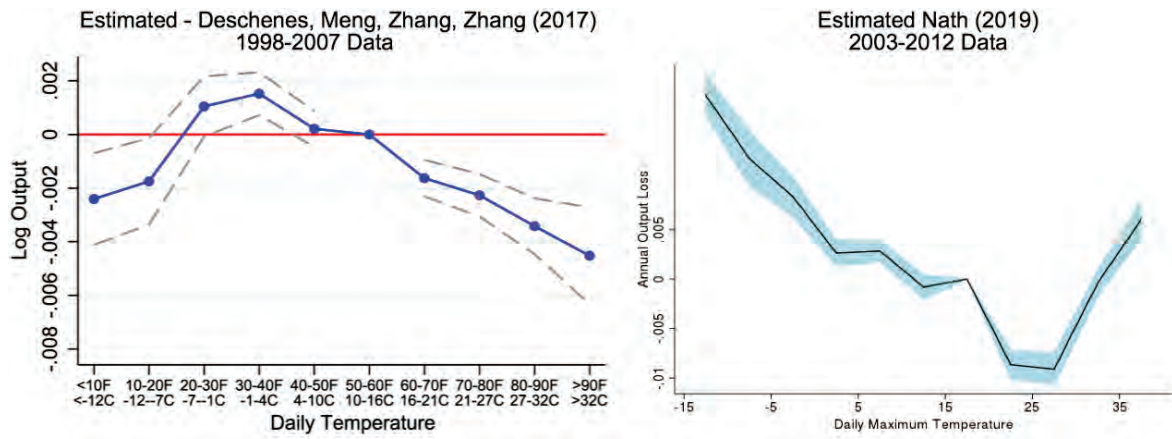 Estimated - Deschenes, Meng, Zhang, Zhang (2017)
1998-2007 Data
Log Output
.002
0
-.002
-.004
-.006
-.008
<10F 10-20F 20-30F 30-40F 40-50F 50-60F 60-70F 70-80F 80-90F >90F
<-12C -12--7C -7--1C -1-4C 4-10C 10-16C 16-21C 21-27C 27-32C >32C
Daily Temperature
Estimated Nath (2019)
2003-2012 Data
Annual Output Loss
.005
0
-.005
-.01
-15 -5 5 15 25 35
Daily Maximum Temperature